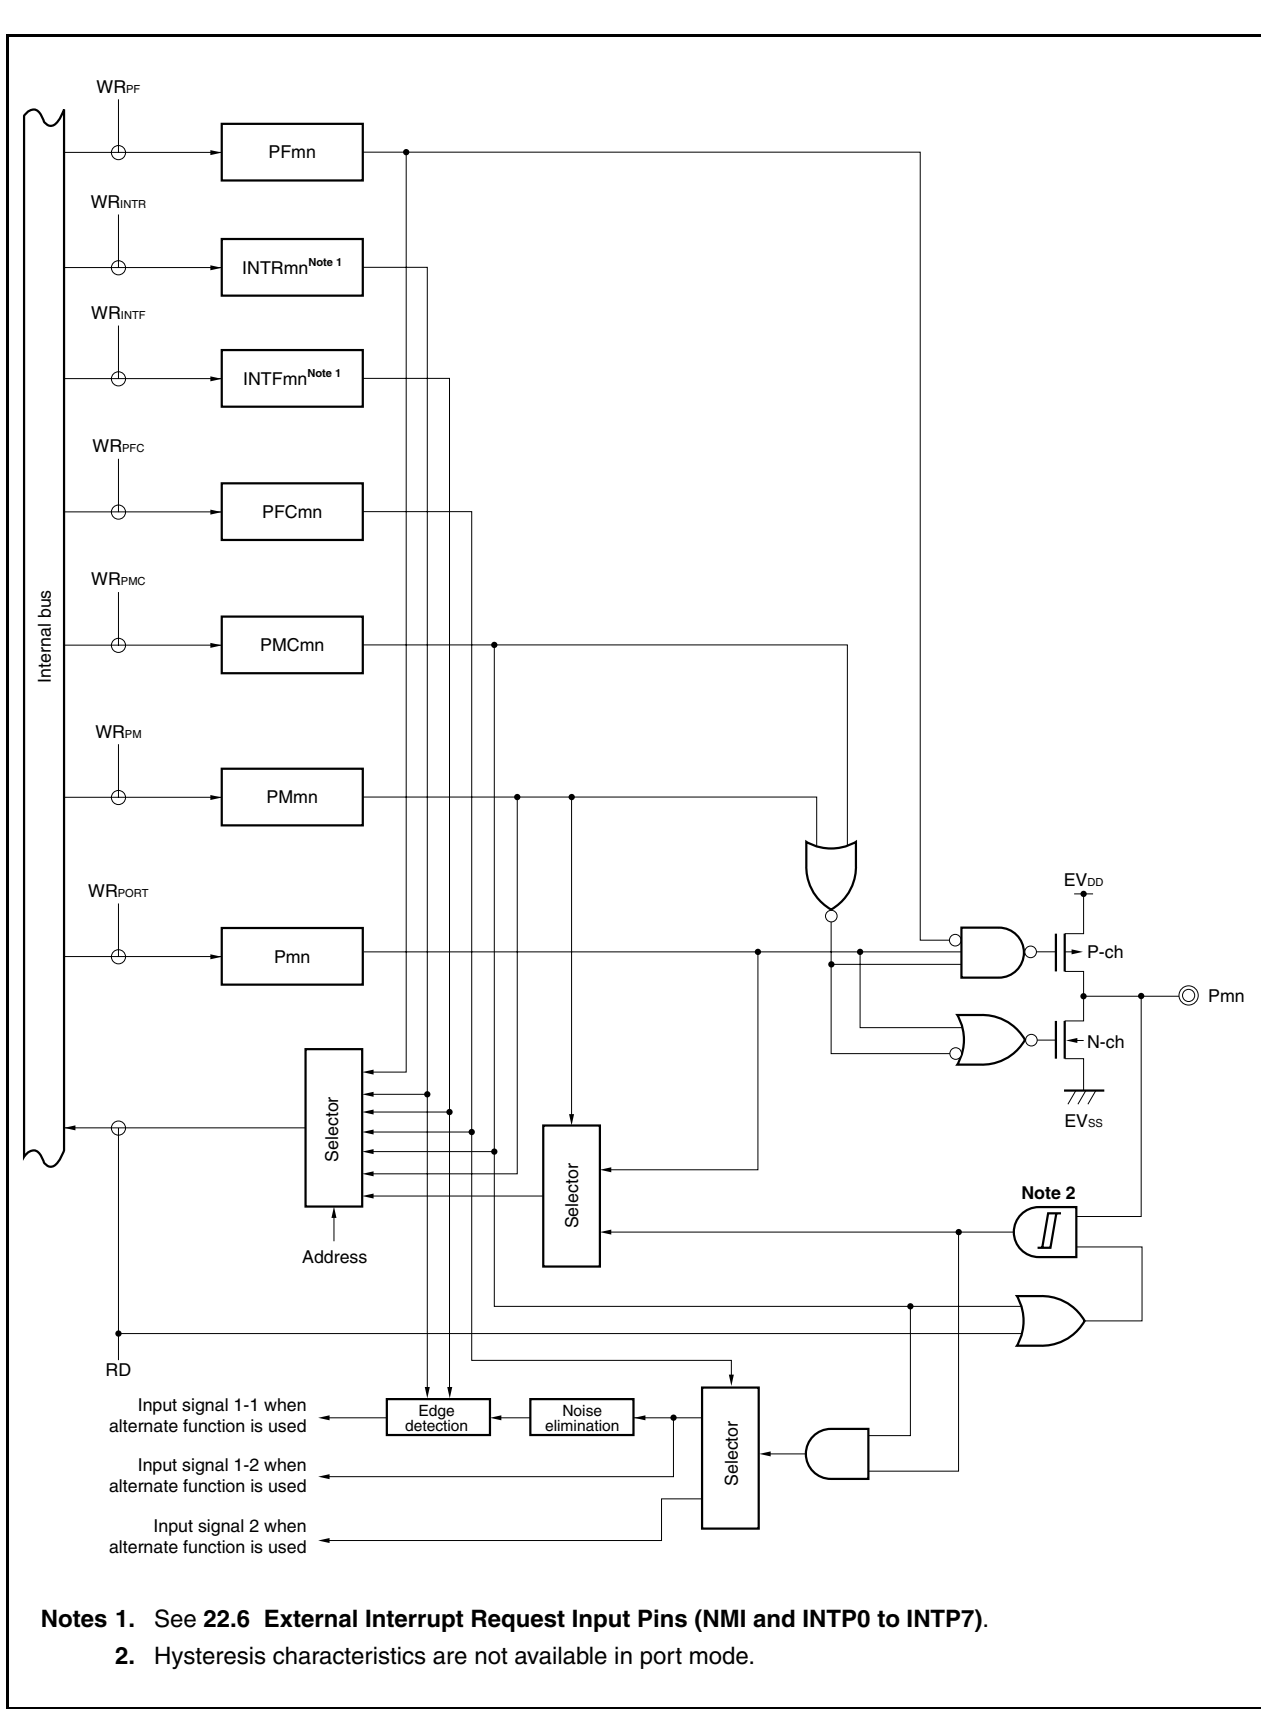 WRPF
PFmn
WRINTR
INTRmn Note 1
WRINTF
INTFmn Note 1
WRPFC
PFCmn
WRPMC
PMCmn
Internal bus
WRPM
PMmn
WRPORT
Pmn
EVDD
P-ch
Pmn
N-ch
EVSS
Selector
Selector
Note 2
Address
RD
Input signal 1-1 when
alternate function is used
Edge
detection
Noise
elimination
Selector
Input signal 1-2 when
alternate function is used
Input signal 2 when
alternate function is used
Notes 1. See 22.6 External Interrupt Request Input Pins (NMI and INTP0 to INTP7).
2. Hysteresis characteristics are not available in port mode.